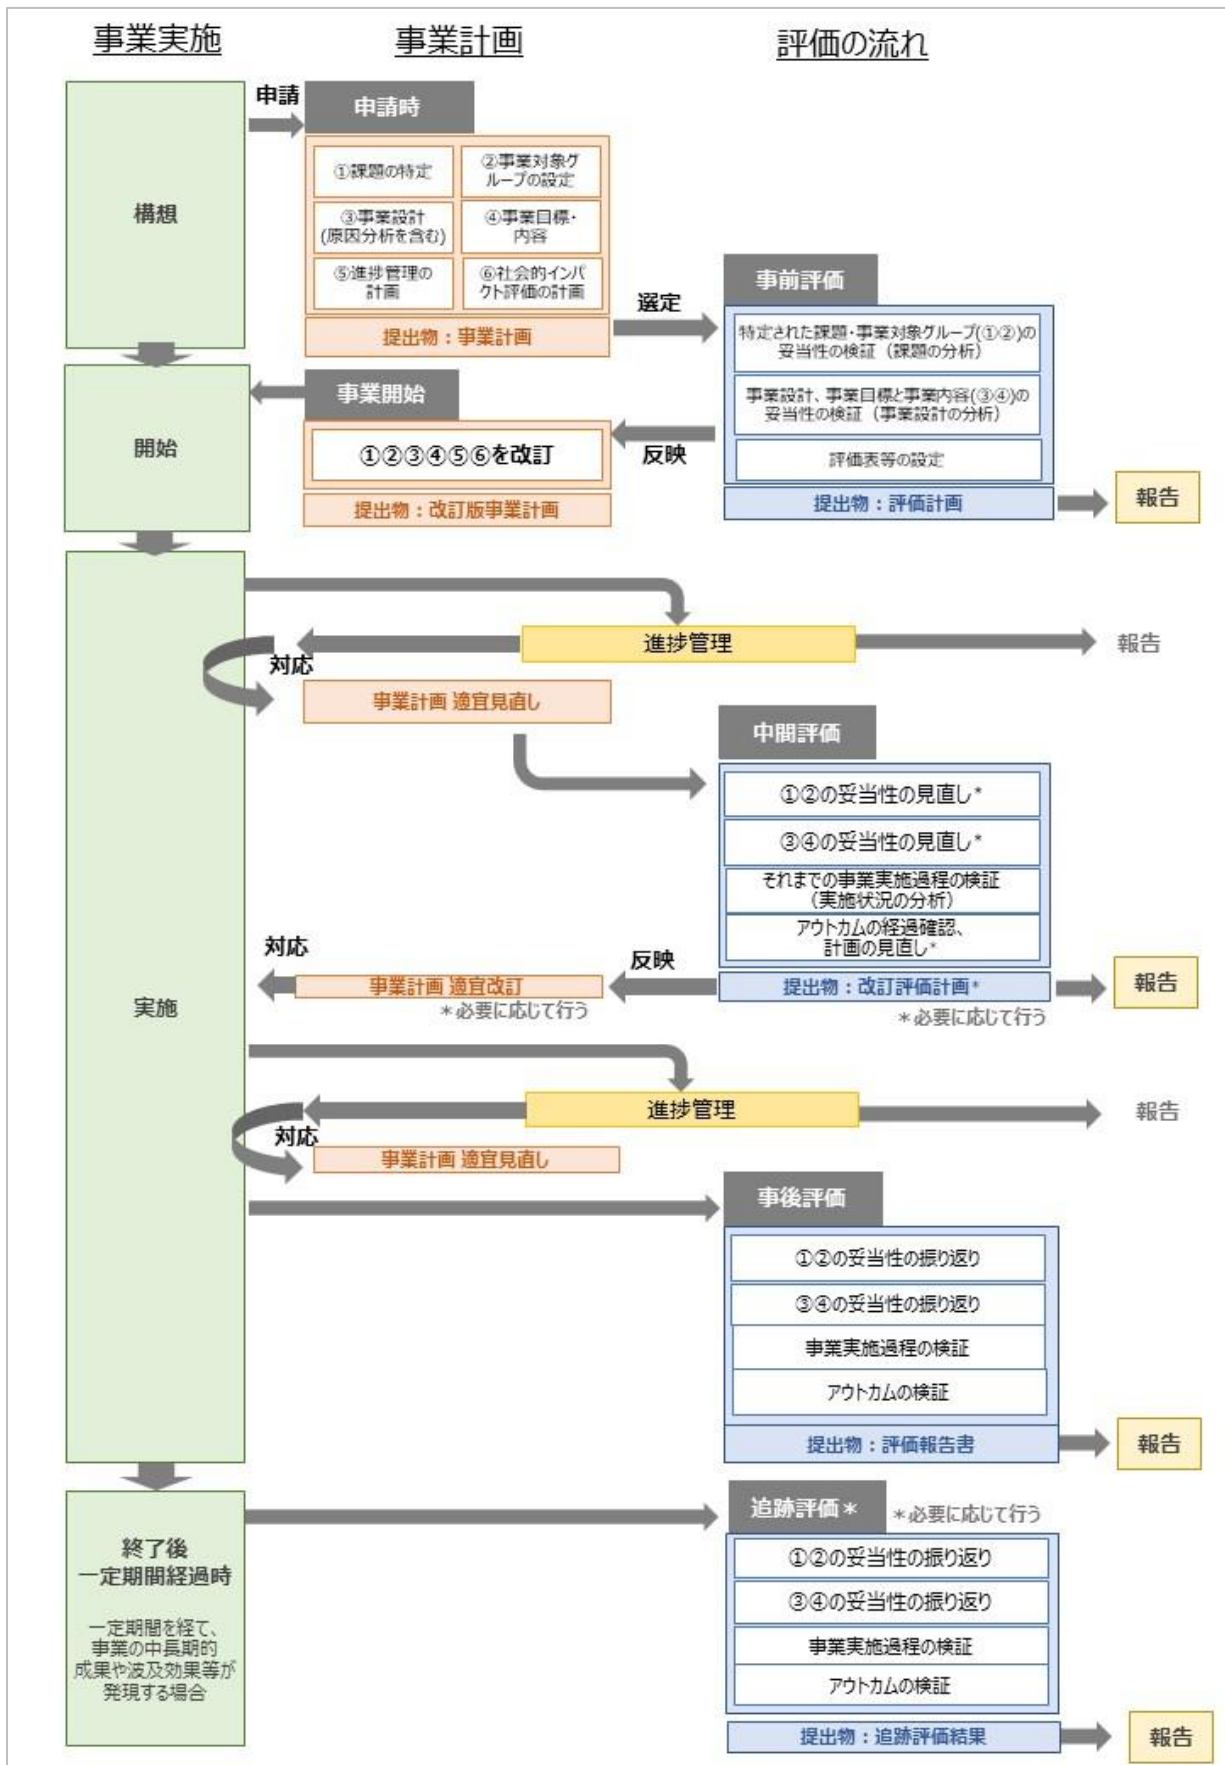 事業実施
事業計画
評価の流れ
構想
申請
申請時
①課題の特定
②事業対象グ
ループの設定
③事業設計
(原因分析を含む)
④事業目標・
内容
⑤進捗管理の
計画
⑥社会的インパ
クト評価の計画
提出物：事業計画
選定
事前評価
特定された課題・事業対象グループ(①②)の
妥当性の検証（課題の分析）
事業設計、事業目標と事業内容(③④)の
妥当性の検証（事業設計の分析）
評価表等の設定
提出物：評価計画
報告
開始
事業開始
①②③④⑤⑥を改訂
提出物：改訂版事業計画
反映
実施
進捗管理
報告
対応
事業計画 適宜見直し
中間評価
①②の妥当性の見直し*
③④の妥当性の見直し*
それまでの事業実施過程の検証
（実施状況の分析）
アウトカムの経過確認、
計画の見直し*
提出物：改訂評価計画*
＊必要に応じて行う
報告
反映
対応
事業計画 適宜改訂
＊必要に応じて行う
進捗管理
報告
対応
事業計画 適宜見直し
事後評価
①②の妥当性の振り返り
③④の妥当性の振り返り
事業実施過程の検証
アウトカムの検証
提出物：評価報告書
報告
終了後
一定期間経過時
一定期間を経て、
事業の中長期的
成果や波及効果等が
発現する場合
追跡評価＊
＊必要に応じて行う
①②の妥当性の振り返り
③④の妥当性の振り返り
事業実施過程の検証
アウトカムの検証
提出物：追跡評価結果
報告